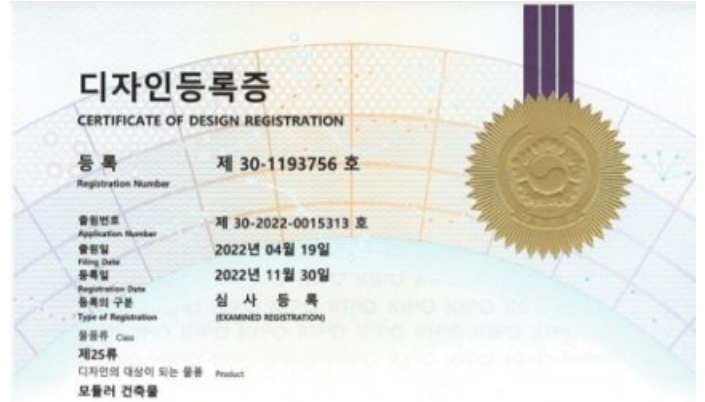 디자인등록증
CERTIFICATE OF DESIGN REGISTRATION
등 록 제 30-1193756 호
Registration Number
출원번호 제 30-2022-0015313 호
Application Number
출원일 2022년 04월 19일
Filing Date
등록일 2022년 11월 30일
Registration Date
등록의 구분 심 사 등 록
Type of Registration (EXAMINED REGISTRATION)
물품류 Class
제25류
디자인의 대상이 되는 물품 Product
모듈러 건축물